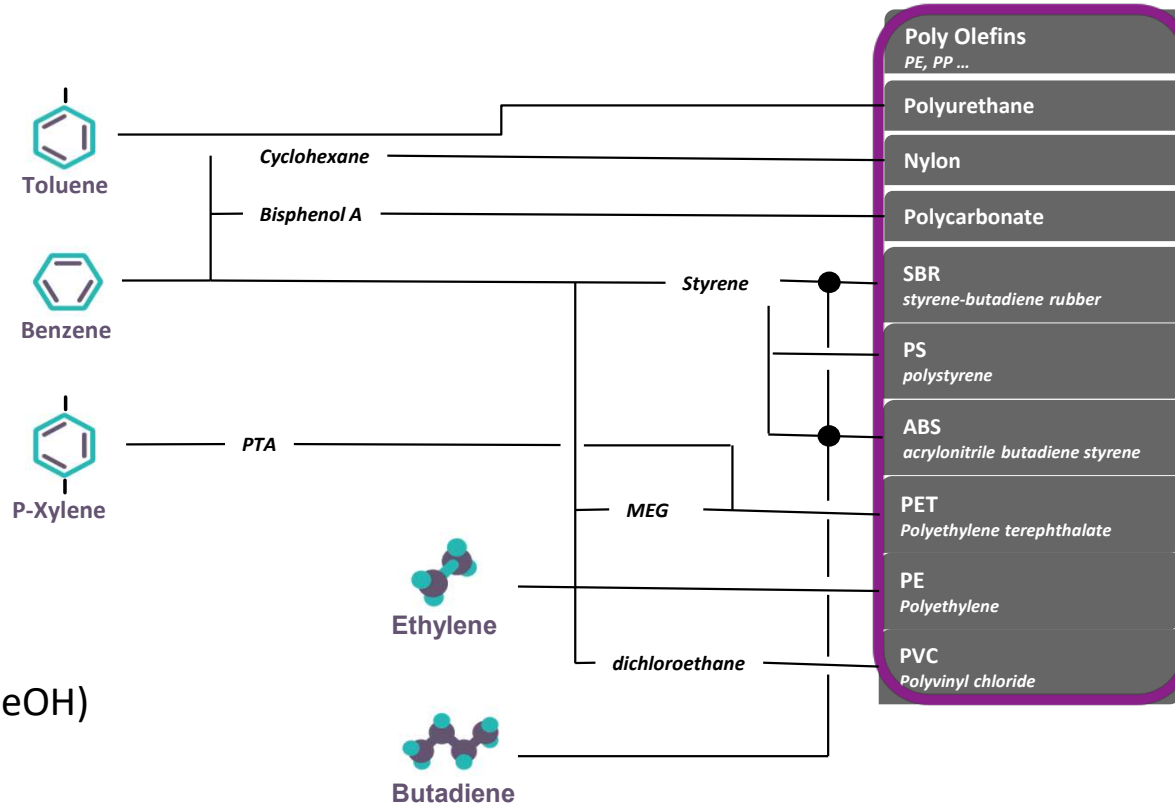 Poly Olefins
PE, PP ...
Polyurethane
Toluene
Cyclohexane
Nylon
Bisphenol A
Polycarbonate
Benzene
Styrene
SBR
styrene-butadiene rubber
PS
polystyrene
P-Xylene
PTA
ABS
acrylonitrile butadiene styrene
MEG
PET
Polyethylene terephthalate
Ethylene
PE
Polyethylene
dichloroethane
PVC
Polyvinyl chloride
eOH)
Butadiene